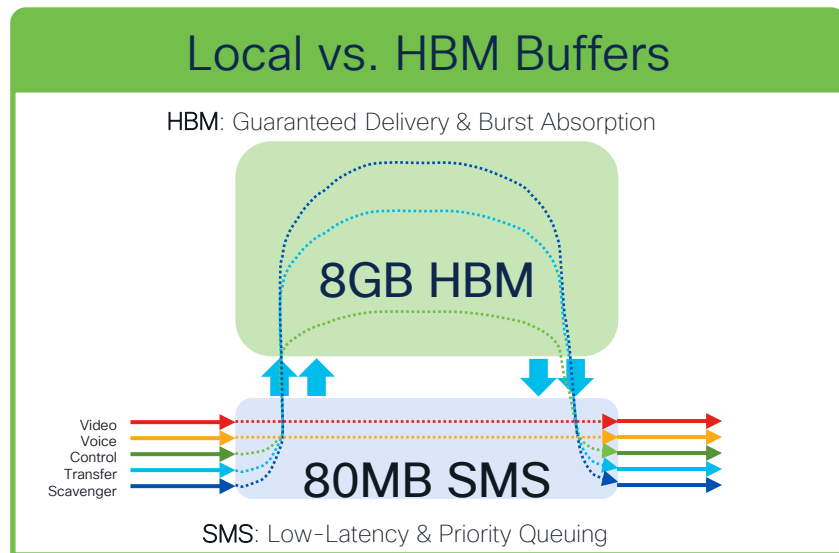 Local vs. HBM Buffers
HBM: Guaranteed Delivery & Burst Absorption
8GB HBM
Video
Voice
Control
Transfer
Scavenger
80MB SMS
SMS: Low-Latency & Priority Queuing